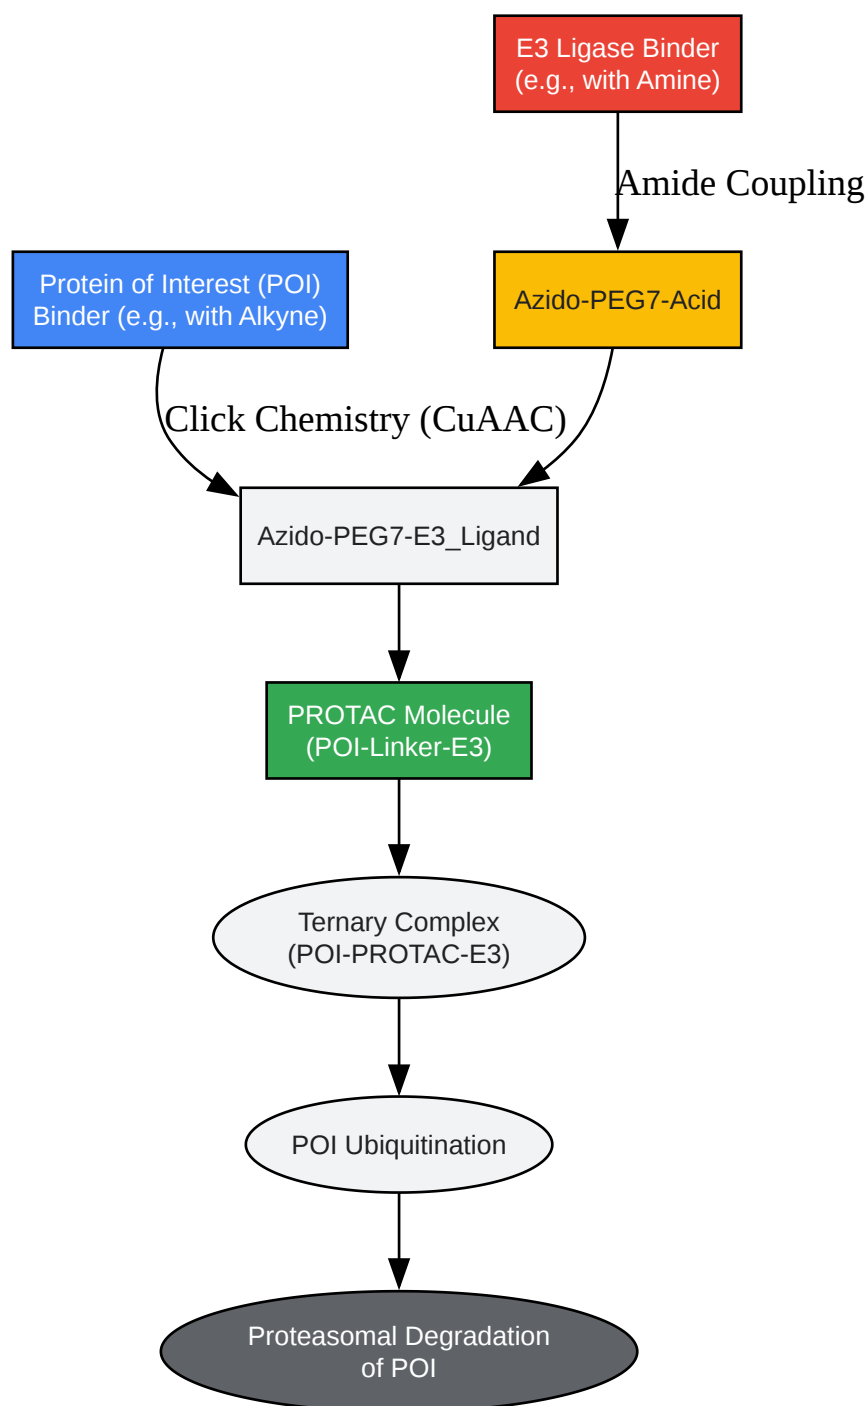 E3 Ligase Binder
(e.g., with Amine)
Amide Coupling
Protein of Interest (POI)
Binder (e.g., with Alkyne)
Azido-PEG7-Acid
Click Chemistry (CuAAC)
Azido-PEG7-E3_Ligand
PROTAC Molecule
(POI-Linker-E3)
Ternary Complex
(POI-PROTAC-E3)
POI Ubiquitination
Proteasomal Degradation
of POI